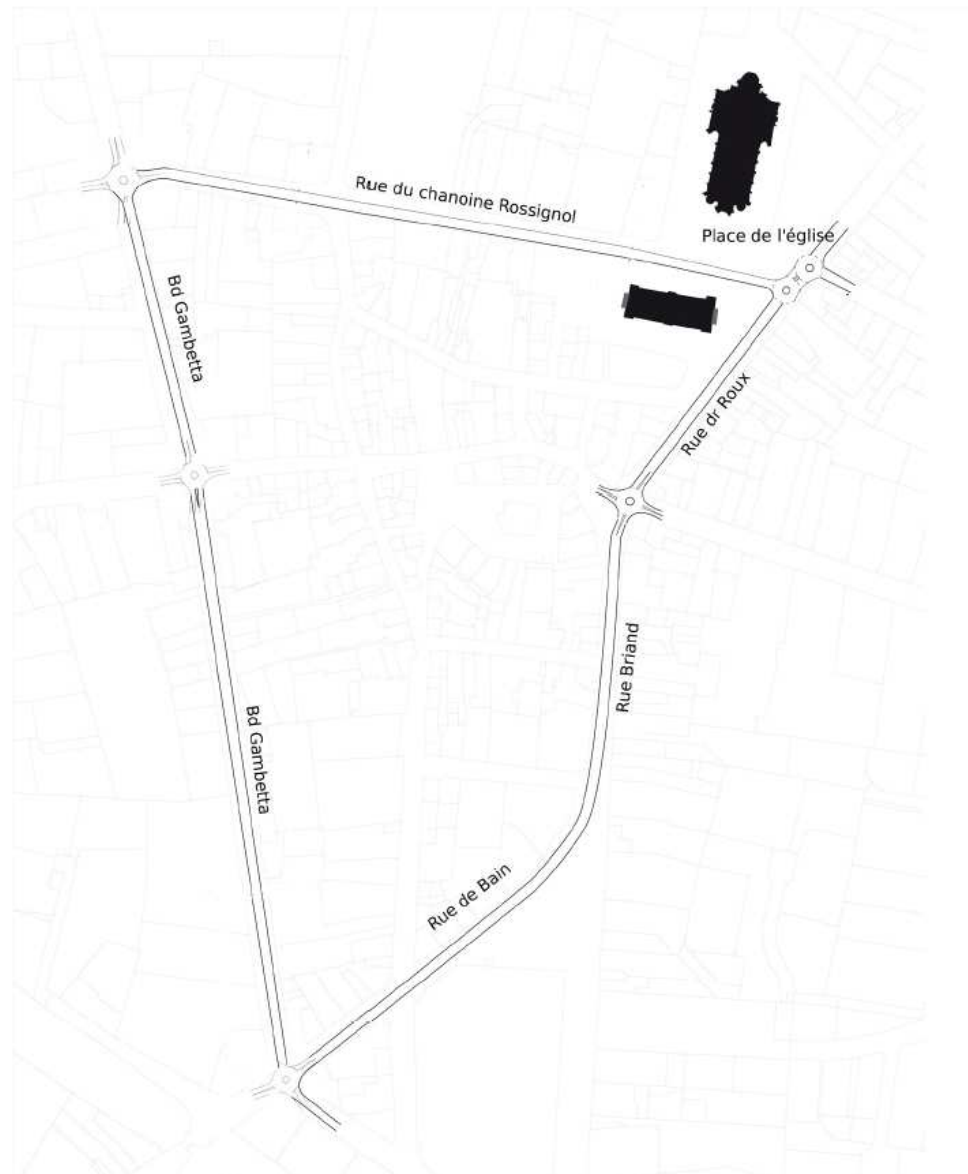 Rue du chanoine Rossignol
Place de l'église
Bd Gambetta
Rue dr Roux
Rue Briand
Bd Gambetta
Rue de Bain